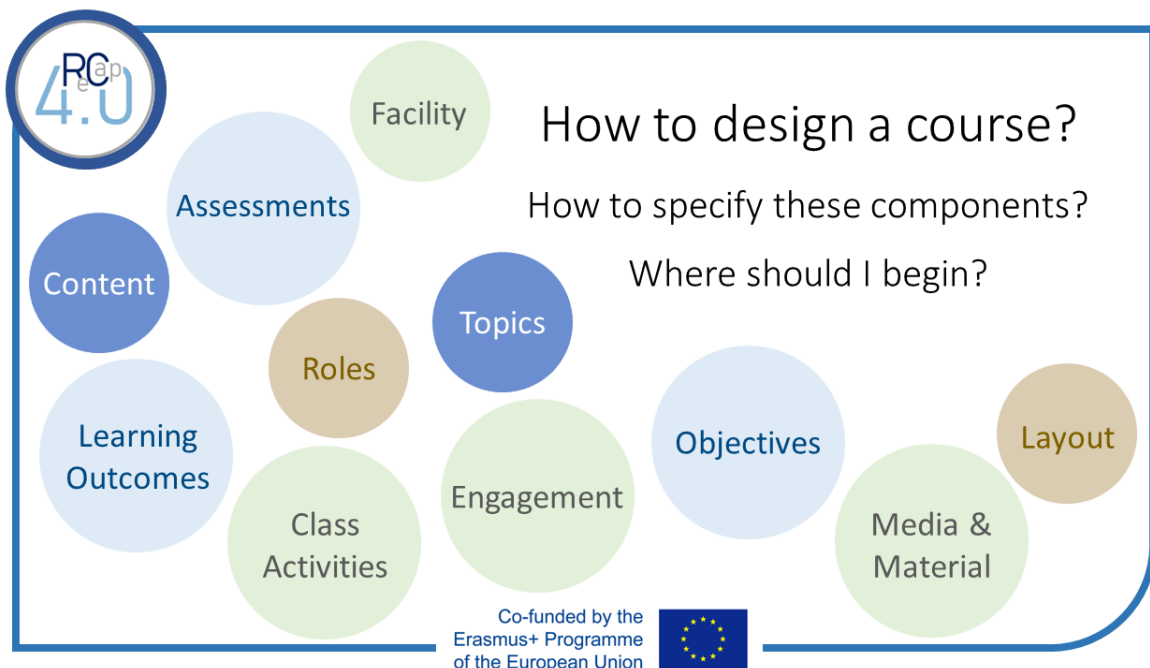 ReCap
4.0
Facility
How to design a course?
Assessments
How to specify these components?
Content
Where should I begin?
Topics
Roles
Learning
Outcomes
Objectives
Layout
Engagement
Class
Activities
Media &
Material
Co-funded by the
Erasmus+ Programme
of the European Union